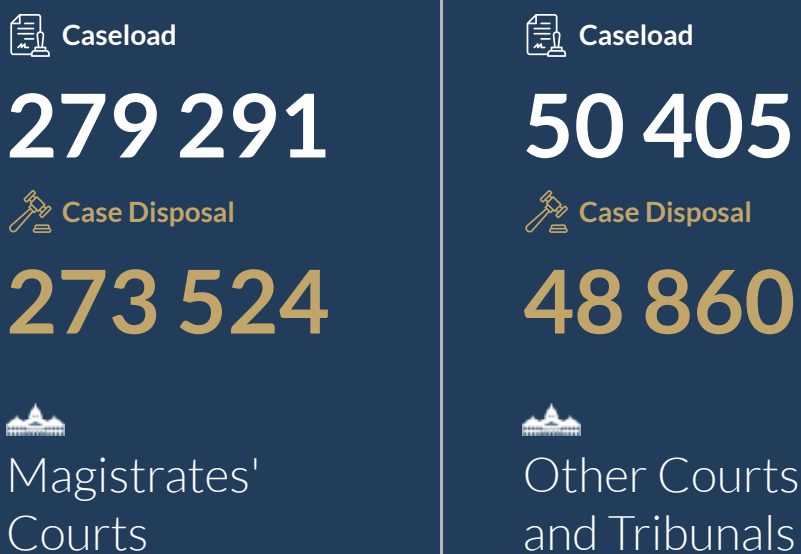 Caseload
279 291
Case Disposal
273 524
Magistrates'
Courts
Caseload
50 405
Case Disposal
48 860
Other Courts
and Tribunals